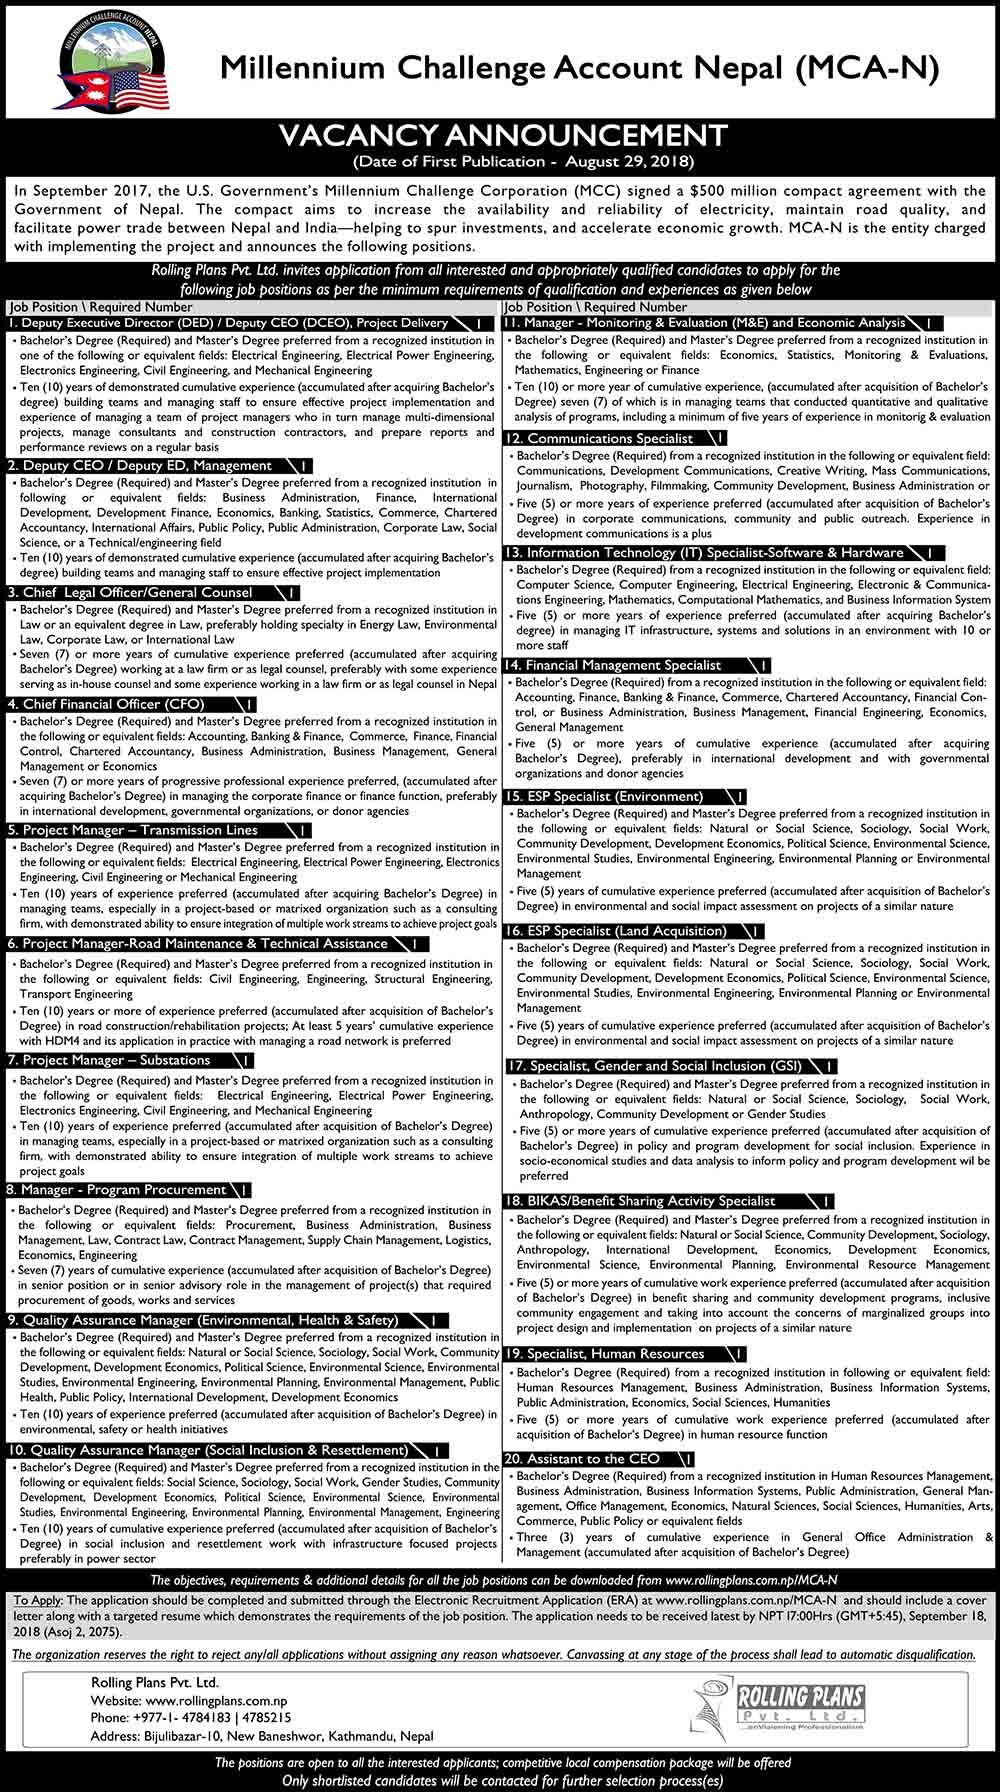 MILLENNIUM CHALLENGE ACCOUNT NEPAL
Millennium Challenge Account Nepal (MCA-N)
VACANCY ANNOUNCEMENT
(Date of First Publication - August 29, 2018)
In September 2017, the U.S. Government's Millennium Challenge Corporation (MCC) signed a $500 million compact agreement with the
Government of Nepal. The compact aims to increase the availability and reliability of electricity, maintain road quality, and
facilitate power trade between Nepal and India—helping to spur investments, and accelerate economic growth. MCA-N is the entity charged
with implementing the project and announces the following positions.
Rolling Plans Pvt. Ltd. invites application from all interested and appropriately qualified candidates to apply for the
following job positions as per the minimum requirements of qualification and experiences as given below
Job Position \ Required Number
1. Deputy Executive Director (DED) / Deputy CEO (DCEO), Project Delivery \ 1
• Bachelor's Degree (Required) and Master's Degree preferred from a recognized institution in
one of the following or equivalent fields: Electrical Engineering, Electrical Power Engineering,
Electronics Engineering, Civil Engineering, and Mechanical Engineering
• Ten (10) years of demonstrated cumulative experience (accumulated after acquiring Bachelor's
degree) building teams and managing staff to ensure effective project implementation and
experience of managing a team of project managers who in turn manage multi-dimensional
projects, manage consultants and construction contractors, and prepare reports and
performance reviews on a regular basis
2. Deputy CEO / Deputy ED, Management \ 1
• Bachelor's Degree (Required) and Master's Degree preferred from a recognized institution in
following or equivalent fields: Business Administration, Finance, International
Development, Development Finance, Economics, Banking, Statistics, Commerce, Chartered
Accountancy, International Affairs, Public Policy, Public Administration, Corporate Law, Social
Science, or a Technical/engineering field
• Ten (10) years of demonstrated cumulative experience (accumulated after acquiring Bachelor's
degree) building teams and managing staff to ensure effective project implementation
3. Chief Legal Officer/General Counsel \ 1
• Bachelor's Degree (Required) and Master's Degree preferred from a recognized institution in
Law or an equivalent degree in Law, preferably holding specialty in Energy Law, Environmental
Law, Corporate Law, or International Law
• Seven (7) or more years of cumulative experience preferred (accumulated after acquiring
Bachelor's Degree) working at a law firm or as legal counsel, preferably with some experience
serving as in-house counsel and some experience working in a law firm or as legal counsel in Nepal
4. Chief Financial Officer (CFO) \ 1
• Bachelor's Degree (Required) and Master's Degree preferred from a recognized institution in
the following or equivalent fields: Accounting, Banking & Finance, Commerce, Finance, Financial
Control, Chartered Accountancy, Business Administration, Business Management, General
Management or Economics
• Seven (7) or more years of progressive professional experience preferred, (accumulated after
acquiring Bachelor's Degree) in managing the corporate finance or finance function, preferably
in international development, governmental organizations, or donor agencies
5. Project Manager – Transmission Lines \ 1
• Bachelor's Degree (Required) and Master's Degree preferred from a recognized institution in
the following or equivalent fields: Electrical Engineering, Electrical Power Engineering, Electronics
Engineering, Civil Engineering or Mechanical Engineering
• Ten (10) years of experience preferred (accumulated after acquiring Bachelor's Degree) in
managing teams, especially in a project-based or matrixed organization such as a consulting
firm, with demonstrated ability to ensure integration of multiple work streams to achieve project goals
6. Project Manager-Road Maintenance & Technical Assistance \ 1
• Bachelor's Degree (Required) and Master's Degree preferred from a recognized institution in
the following or equivalent fields: Civil Engineering, Engineering, Structural Engineering,
Transport Engineering
• Ten (10) years or more of experience preferred (accumulated after acquisition of Bachelor's
Degree) in road construction/rehabilitation projects; At least 5 years' cumulative experience
with HDM4 and its application in practice with managing a road network is preferred
7. Project Manager – Substations \ 1
• Bachelor's Degree (Required) and Master's Degree preferred from a recognized institution in
the following or equivalent fields: Electrical Engineering, Electrical Power Engineering,
Electronics Engineering, Civil Engineering, and Mechanical Engineering
• Ten (10) years of experience preferred (accumulated after acquisition of Bachelor's Degree)
in managing teams, especially in a project-based or matrixed organization such as a consulting
firm, with demonstrated ability to ensure integration of multiple work streams to achieve
project goals
8. Manager - Program Procurement \ 1
• Bachelor's Degree (Required) and Master's Degree preferred from a recognized institution in
the following or equivalent fields: Procurement, Business Administration, Business
Management, Law, Contract Law, Contract Management, Supply Chain Management, Logistics,
Economics, Engineering
• Seven (7) years of cumulative experience (accumulated after acquisition of Bachelor's Degree)
in senior position or in senior advisory role in the management of project(s) that required
procurement of goods, works and services
9. Quality Assurance Manager (Environmental, Health & Safety) \ 1
• Bachelor's Degree (Required) and Master's Degree preferred from a recognized institution in
the following or equivalent fields: Natural or Social Science, Sociology, Social Work, Community
Development, Development Economics, Political Science, Environmental Science, Environmental
Studies, Environmental Engineering, Environmental Planning, Environmental Management, Public
Health, Public Policy, International Development, Development Economics
• Ten (10) years of experience preferred (accumulated after acquisition of Bachelor's Degree) in
environmental, safety or health initiatives
10. Quality Assurance Manager (Social Inclusion & Resettlement) \ 1
• Bachelor's Degree (Required) and Master's Degree preferred from a recognized institution in the
following or equivalent fields: Social Science, Sociology, Social Work, Gender Studies, Community
Development, Development Economics, Political Science, Environmental Science, Environmental
Studies, Environmental Engineering, Environmental Planning, Environmental Management, Engineering
• Ten (10) years of cumulative experience preferred (accumulated after acquisition of Bachelor's
Degree) in social inclusion and resettlement work with infrastructure focused projects
preferably in power sector
Job Position \ Required Number
11. Manager - Monitoring & Evaluation (M&E) and Economic Analysis \ 1
• Bachelor's Degree (Required) and Master's Degree preferred from a recognized institution in
the following or equivalent fields: Economics, Statistics, Monitoring & Evaluations,
Mathematics, Engineering or Finance
• Ten (10) or more year of cumulative experience, (accumulated after acquisition of Bachelor's
Degree) seven (7) of which is in managing teams that conducted quantitative and qualitative
analysis of programs, including a minimum of five years of experience in monitorig & evaluation
12. Communications Specialist \ 1
• Bachelor's Degree (Required) from a recognized institution in the following or equivalent field:
Communications, Development Communications, Creative Writing, Mass Communications,
Journalism, Photography, Filmmaking, Community Development, Business Administration or
• Five (5) or more years of experience preferred (accumulated after acquisition of Bachelor's
Degree) in corporate communications, community and public outreach. Experience in
development communications is a plus
13. Information Technology (IT) Specialist-Software & Hardware \ 1
• Bachelor's Degree (Required) from a recognized institution in the following or equivalent field:
Computer Science, Computer Engineering, Electrical Engineering, Electronic & Communica-
tions Engineering, Mathematics, Computational Mathematics, and Business Information System
• Five (5) or more years of experience preferred (accumulated after acquiring Bachelor's
degree) in managing IT infrastructure, systems and solutions in an environment with 10 or
more staff
14. Financial Management Specialist \ 1
• Bachelor's Degree (Required) from a recognized institution in the following or equivalent field:
Accounting, Finance, Banking & Finance, Commerce, Chartered Accountancy, Financial Con-
trol, or Business Administration, Business Management, Financial Engineering, Economics,
General Management
• Five (5) or more years of cumulative experience (accumulated after acquiring
Bachelor's Degree), preferably in international development and with governmental
organizations and donor agencies
15. ESP Specialist (Environment) \ 1
• Bachelor's Degree (Required) and Master's Degree preferred from a recognized institution in
the following or equivalent fields: Natural or Social Science, Sociology, Social Work,
Community Development, Development Economics, Political Science, Environmental Science,
Environmental Studies, Environmental Engineering, Environmental Planning or Environmental
Management
• Five (5) years of cumulative experience preferred (accumulated after acquisition of Bachelor's
Degree) in environmental and social impact assessment on projects of a similar nature
16. ESP Specialist (Land Acquisition) \ 1
• Bachelor's Degree (Required) and Master's Degree preferred from a recognized institution in
the following or equivalent fields: Natural or Social Science, Sociology, Social Work,
Community Development, Development Economics, Political Science, Environmental Science,
Environmental Studies, Environmental Engineering, Environmental Planning or Environmental
Management
• Five (5) years of cumulative experience preferred (accumulated after acquisition of Bachelor's
Degree) in environmental and social impact assessment on projects of a similar nature
17. Specialist, Gender and Social Inclusion (GSI) \ 1
• Bachelor's Degree (Required) and Master's Degree preferred from a recognized institution in
the following or equivalent fields: Natural or Social Science, Sociology, Social Work,
Anthropology, Community Development or Gender Studies
• Five (5) or more years of cumulative experience preferred (accumulated after acquisition of
Bachelor's Degree) in policy and program development for social inclusion. Experience in
socio-economical studies and data analysis to inform policy and program development wil be
preferred
18. BIKAS/Benefit Sharing Activity Specialist \ 1
• Bachelor's Degree (Required) and Master's Degree preferred from a recognized institution in
the following or equivalent fields: Natural or Social Science, Community Development, Sociology,
Anthropology, International Development, Economics, Development Economics,
Environmental Science, Environmental Planning, Environmental Resource Management
• Five (5) or more years of cumulative work experience preferred (accumulated after acquisition
of Bachelor's Degree) in benefit sharing and community development programs, inclusive
community engagement and taking into account the concerns of marginalized groups into
project design and implementation on projects of a similar nature
19. Specialist, Human Resources \ 1
• Bachelor's Degree (Required) from a recognized institution in following or equivalent field:
Human Resources Management, Business Administration, Business Information Systems,
Public Administration, Economics, Social Sciences, Humanities
• Five (5) or more years of cumulative work experience preferred (accumulated after
acquisition of Bachelor's Degree) in human resource function
20. Assistant to the CEO \ 1
• Bachelor's Degree (Required) from a recognized institution in Human Resources Management,
Business Administration, Business Information Systems, Public Administration, General Man-
agement, Office Management, Economics, Natural Sciences, Social Sciences, Humanities, Arts,
Commerce, Public Policy or equivalent fields
• Three (3) years of cumulative experience in General Office Administration &
Management (accumulated after acquisition of Bachelor's Degree)
The objectives, requirements & additional details for all the job positions can be downloaded from www.rollingplans.com.np/MCA-N
To Apply: The application should be completed and submitted through the Electronic Recruitment Application (ERA) at www.rollingplans.com.np/MCA-N and should include a cover
letter along with a targeted resume which demonstrates the requirements of the job position. The application needs to be received latest by NPT 17:00Hrs (GMT+5:45), September 18,
2018 (Asoj 2, 2075).
The organization reserves the right to reject any/all applications without assigning any reason whatsoever. Canvassing at any stage of the process shall lead to automatic disqualification.
Rolling Plans Pvt. Ltd.
Website: www.rollingplans.com.np
Phone: +977-1- 4784183 | 4785215
Address: Bijulibazar-10, New Baneshwor, Kathmandu, Nepal
ROLLING PLANS
Pvt. Ltd.
...enVisioning Professionalism
The positions are open to all the interested applicants; competitive local compensation package will be offered
Only shortlisted candidates will be contacted for further selection process(es)